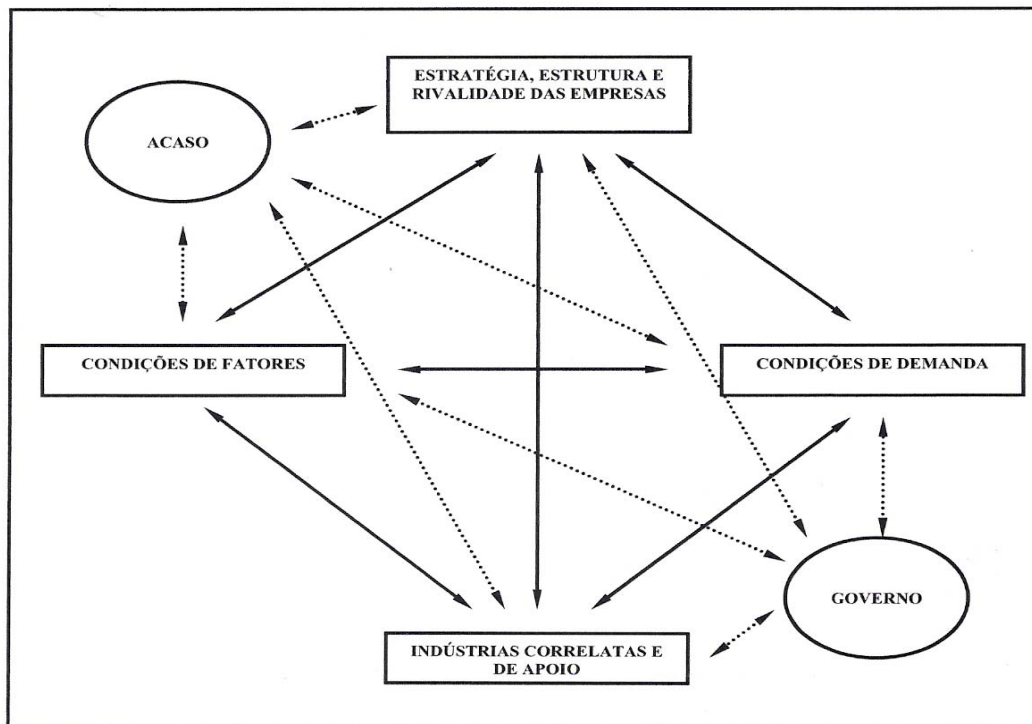 ESTRATÉGIA, ESTRUTURA E
RIVALIDADE DAS EMPRESAS
ACASO
CONDIÇÕES DE FATORES
CONDIÇÕES DE DEMANDA
GOVERNO
INDÚSTRIAS CORRELATAS E
DE APOIO